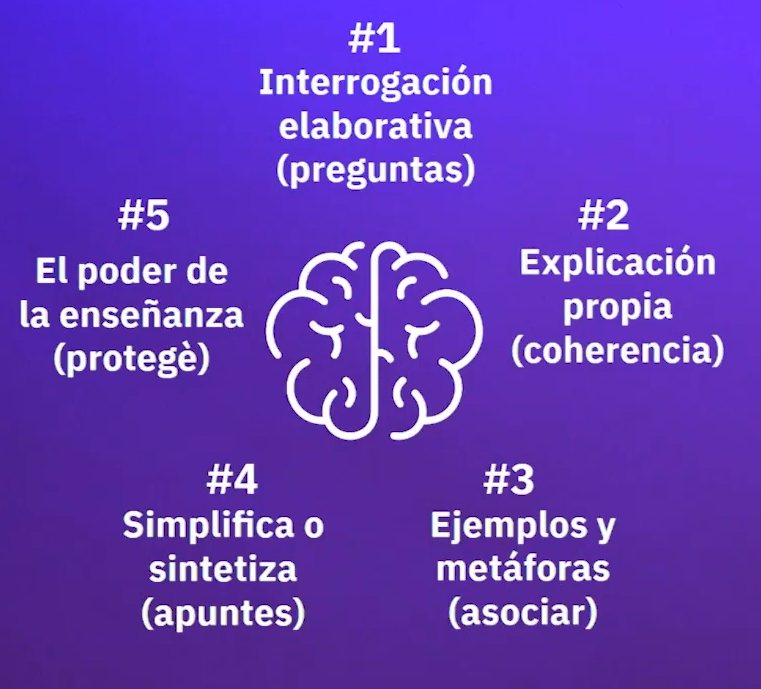 #1
Interrogación
elaborativa
(preguntas)
#2
Explicación
propia
(coherencia)
#3
Ejemplos y
metáforas
(asociar)
#4
Simplifica o
sintetiza
(apuntes)
#5
El poder de
la enseñanza
(protegè)